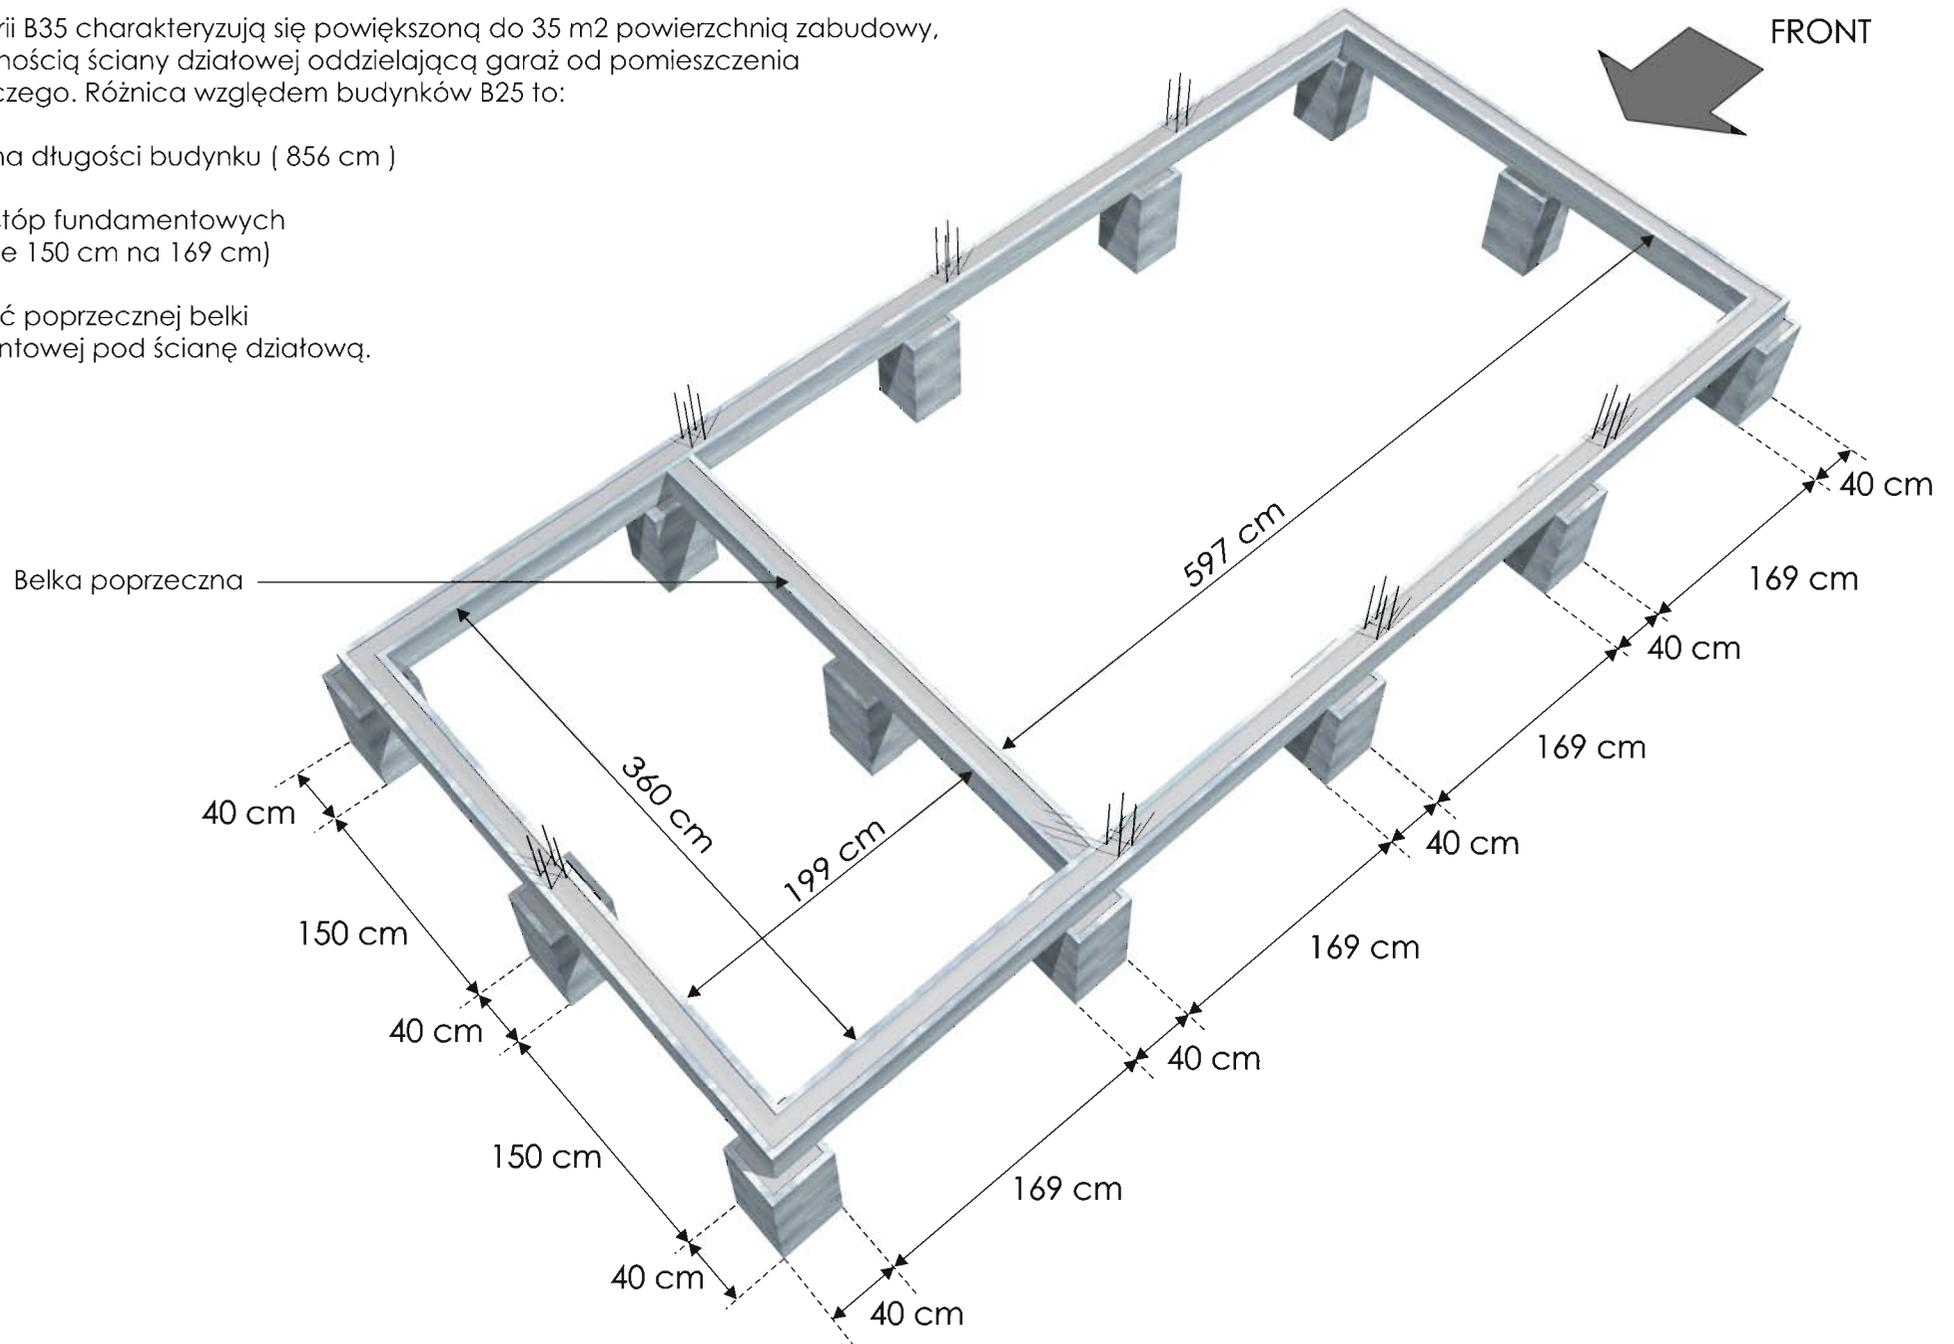 rii B35 charakteryzują się powiększoną do 35 m2 powierzchnią zabudowy,
nością ściany działowej oddzielającą garaż od pomieszczenia
czego. Różnica względem budynków B25 to:
na długości budynku ( 856 cm )
tóp fundamentowych
e 150 cm na 169 cm)
ć poprzecznej belki
ntowej pod ścianę działową.
FRONT
Belka poprzeczna
597 cm
360 cm
199 cm
40 cm
169 cm
40 cm
169 cm
40 cm
169 cm
40 cm
169 cm
40 cm
40 cm
150 cm
40 cm
150 cm
40 cm